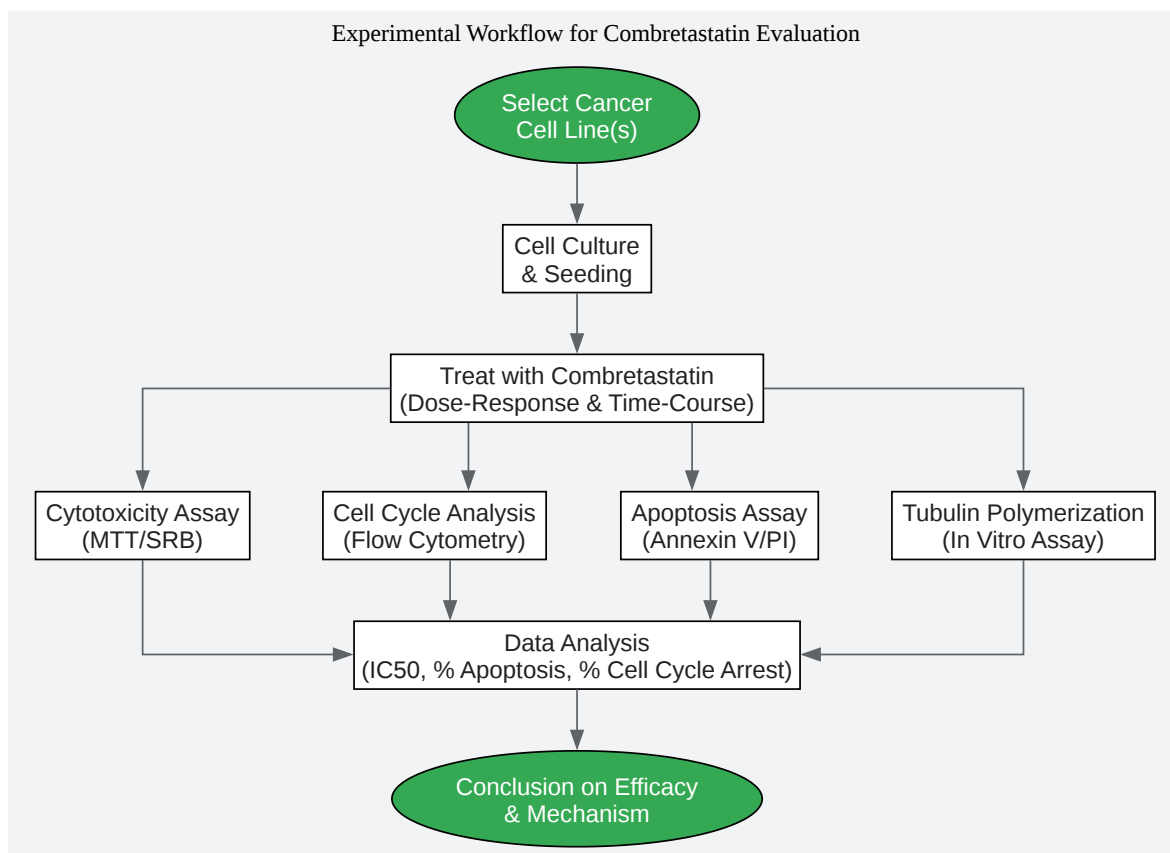 Experimental Workflow for Combretastatin Evaluation
Select Cancer
Cell Line(s)
Cell Culture
& Seeding
Treat with Combretastatin
(Dose-Response & Time-Course)
Cytotoxicity Assay
(MTT/SRB)
Cell Cycle Analysis
(Flow Cytometry)
Apoptosis Assay
(Annexin V/PI)
Tubulin Polymerization
(In Vitro Assay)
Data Analysis
(IC50, % Apoptosis, % Cell Cycle Arrest)
Conclusion on Efficacy
& Mechanism